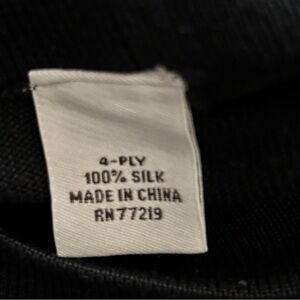 4-PLY
100% SILK
MADE IN CHINA
RN77219